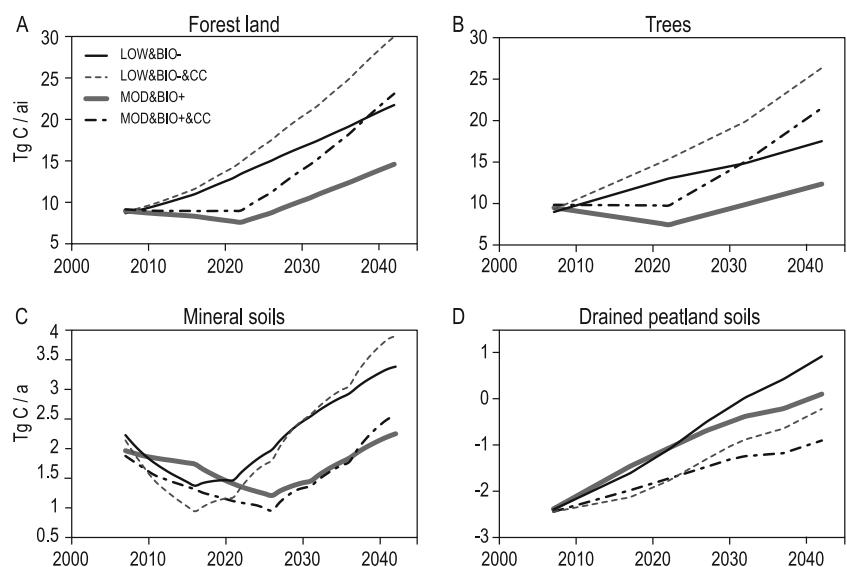 A Forest land
30
25
20
15
10
5
Tg C / ai
LOW&BIO-
LOW&BIO-&CC
MOD&BIO+
MOD&BIO+&CC
2000 2010 2020 2030 2040
B Trees
30
25
20
15
10
5
2000 2010 2020 2030 2040
C Mineral soils
4
3.5
3
2.5
2
1.5
1
0.5
Tg C / a
2000 2010 2020 2030 2040
D Drained peatland soils
1
0
-1
-2
-3
2000 2010 2020 2030 2040